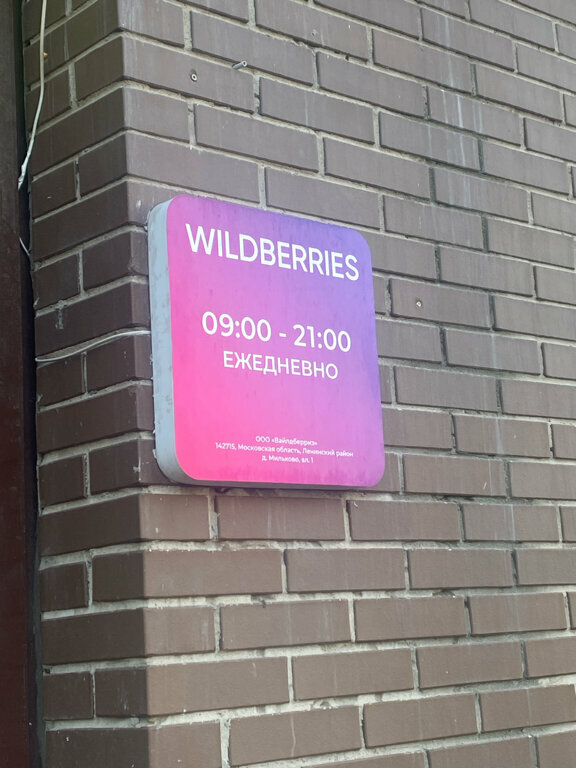 WILDBERRIES
09:00 - 21:00
ЕЖЕДНЕВНО
ООО «Вайлдберриз»
142715, Московская область, Ленинский район
д. Мильково, вл. 1